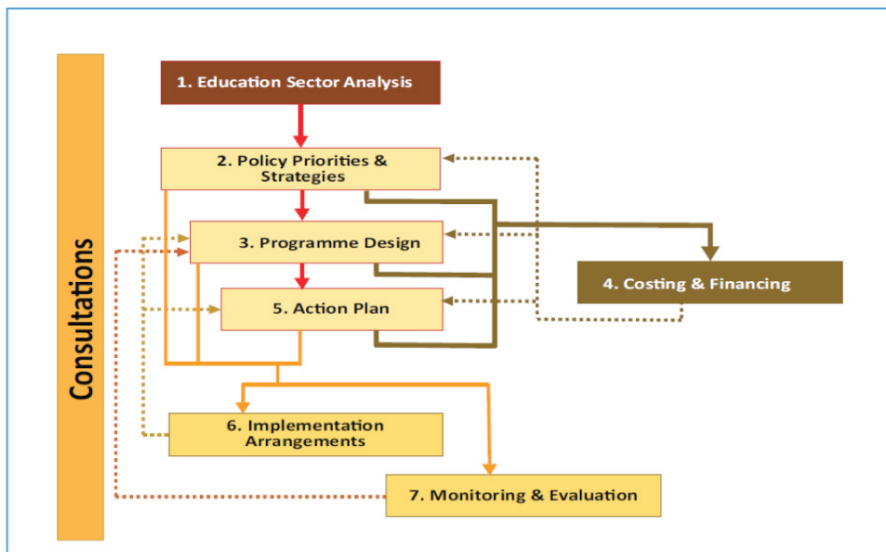 Consultations
1. Education Sector Analysis
2. Policy Priorities &
Strategies
3. Programme Design
4. Costing & Financing
5. Action Plan
6. Implementation
Arrangements
7. Monitoring & Evaluation